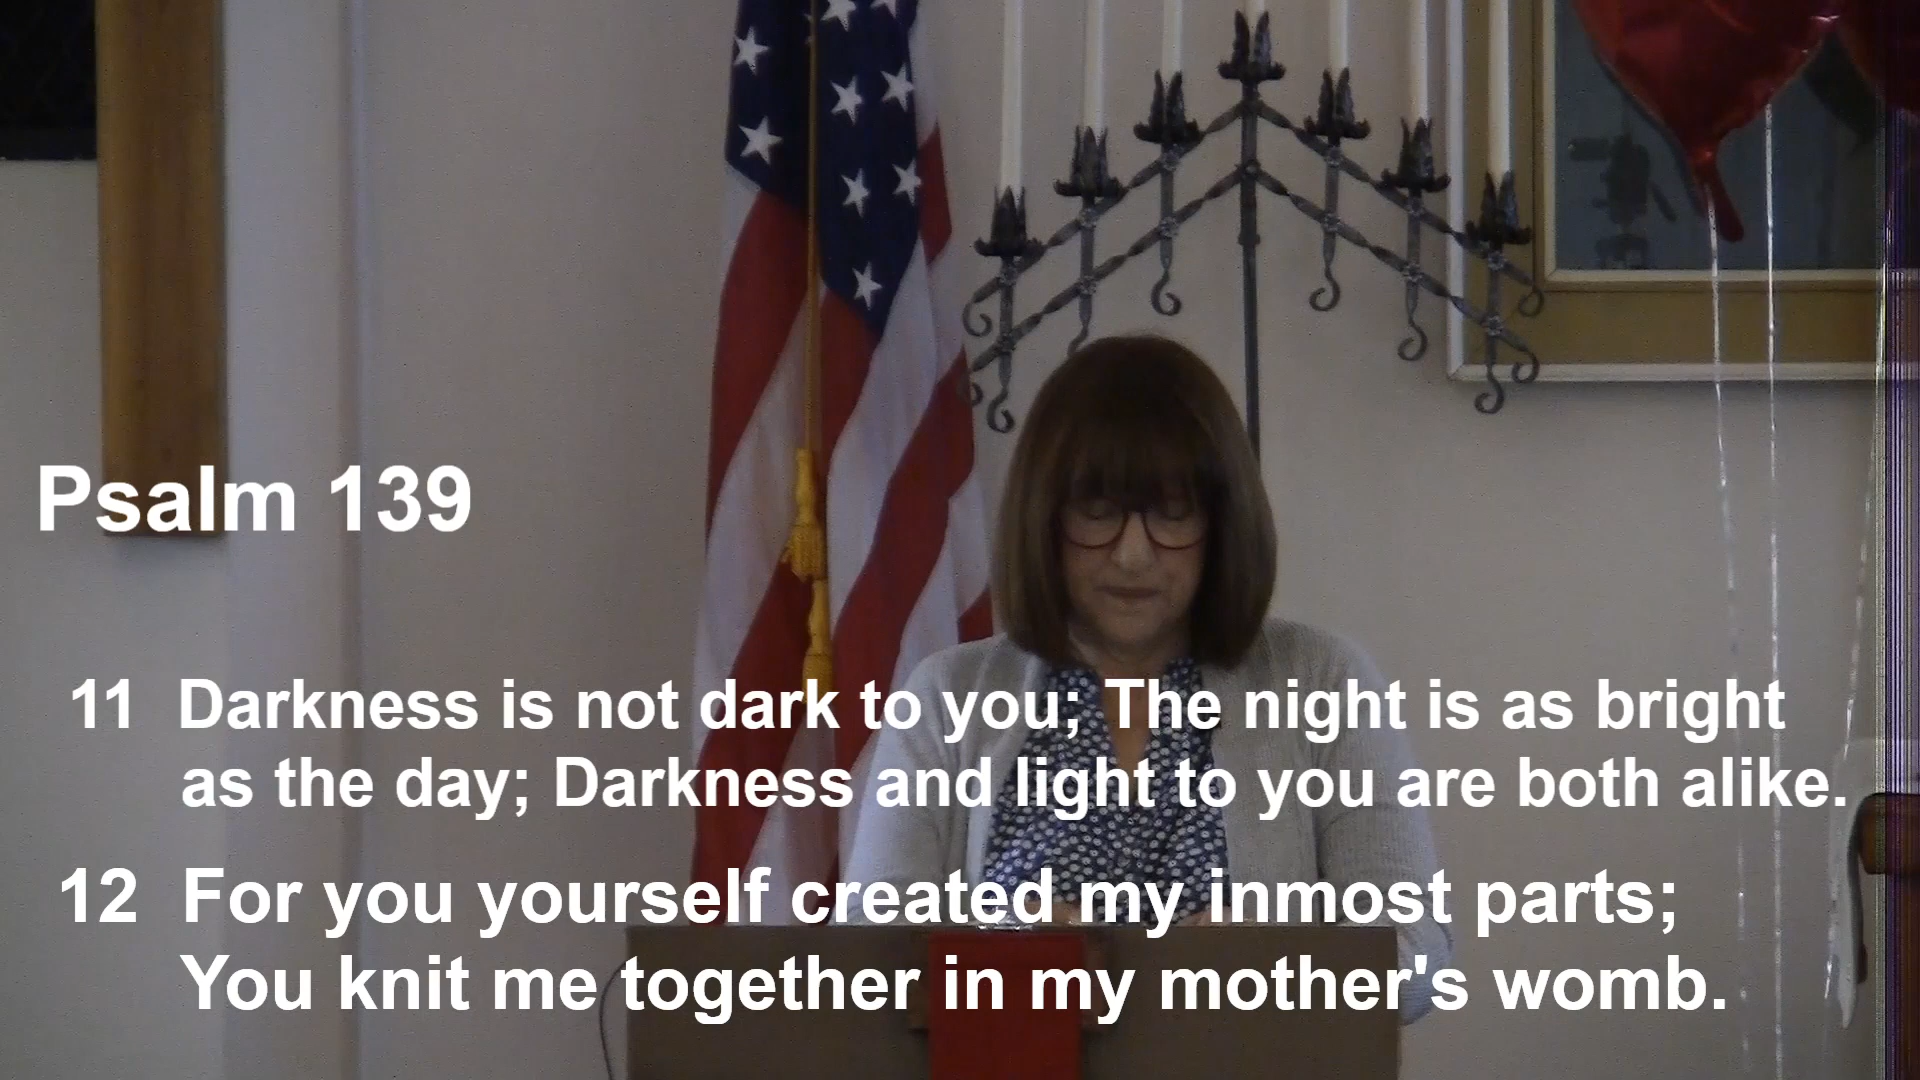 Psalm 139
11 Darkness is not dark to you; The night is as bright
as the day; Darkness and light to you are both alike.
12 For you yourself created my inmost parts;
You knit me together in my mother's womb.